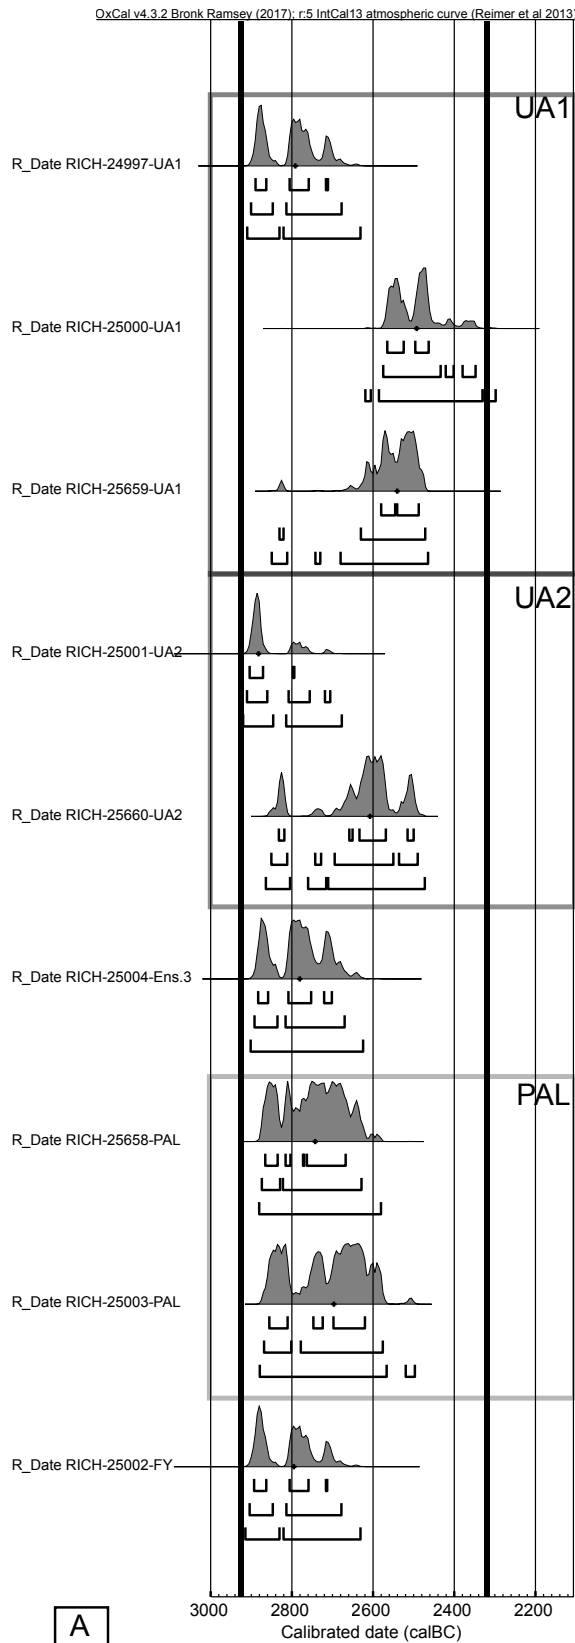 OxCal v4.3.2 Bronk Ramsey (2017); r:5 IntCal13 atmospheric curve (Reimer et al 2013)
UA1
R_Date RICH-24997-UA1
R_Date RICH-25000-UA1
R_Date RICH-25659-UA1
UA2
R_Date RICH-25001-UA2
R_Date RICH-25660-UA2
R_Date RICH-25004-Ens.3
PAL
R_Date RICH-25658-PAL
R_Date RICH-25003-PAL
R_Date RICH-25002-FY
3000 2800 2600 2400 2200
Calibrated date (calBC)
A